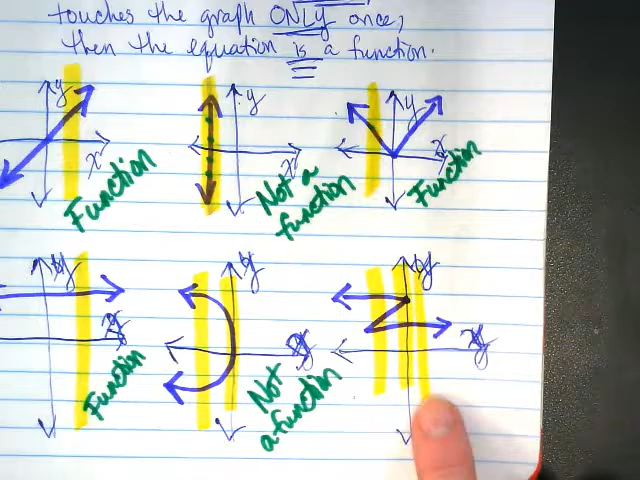 touches the graph ONLY once,
then the equation is a function.
y
y
y
x
x
x
Function
Not a
function
Function
y
y
y
Function
Not
a function